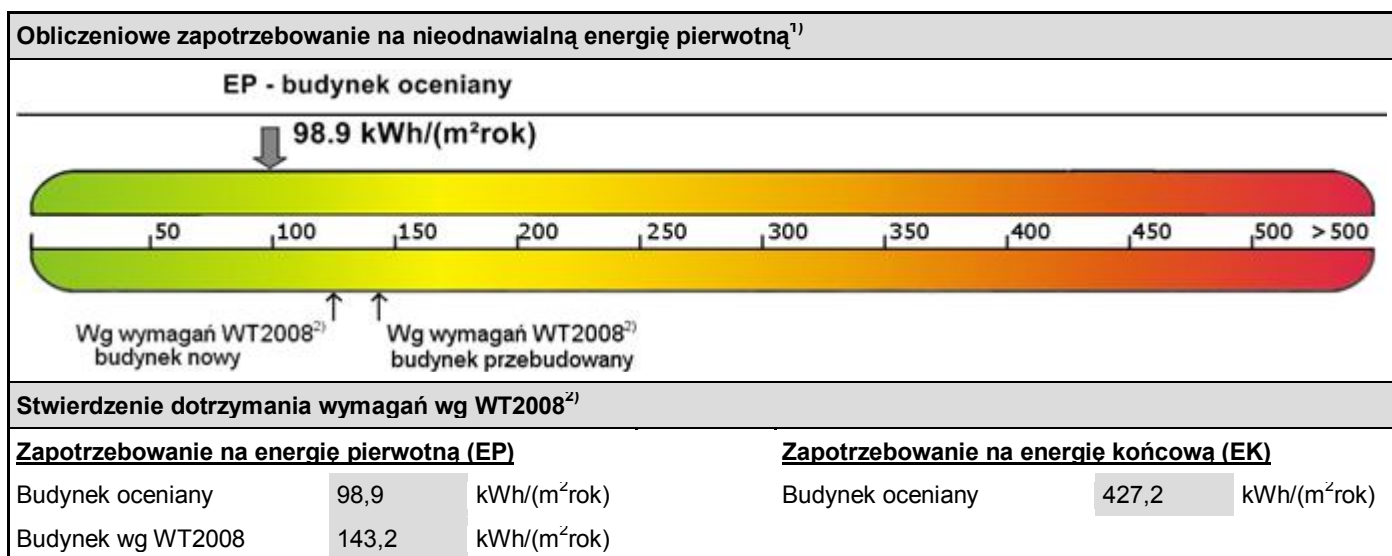 Obliczeniowe zapotrzebowanie na nieodnawialną energię pierwotną1)
EP - budynek oceniany
98.9 kWh/(m²rok)
50 100 150 200 250 300 350 400 450 500 > 500
Wg wymagań WT20082)
budynek nowy
Wg wymagań WT20082)
budynek przebudowany
Stwierdzenie dotrzymania wymagań wg WT20082)
Zapotrzebowanie na energię pierwotną (EP) Zapotrzebowanie na energię końcową (EK)
Budynek oceniany 98,9 kWh/(m2rok) Budynek oceniany 427,2 kWh/(m2rok)
Budynek wg WT2008 143,2 kWh/(m2rok)